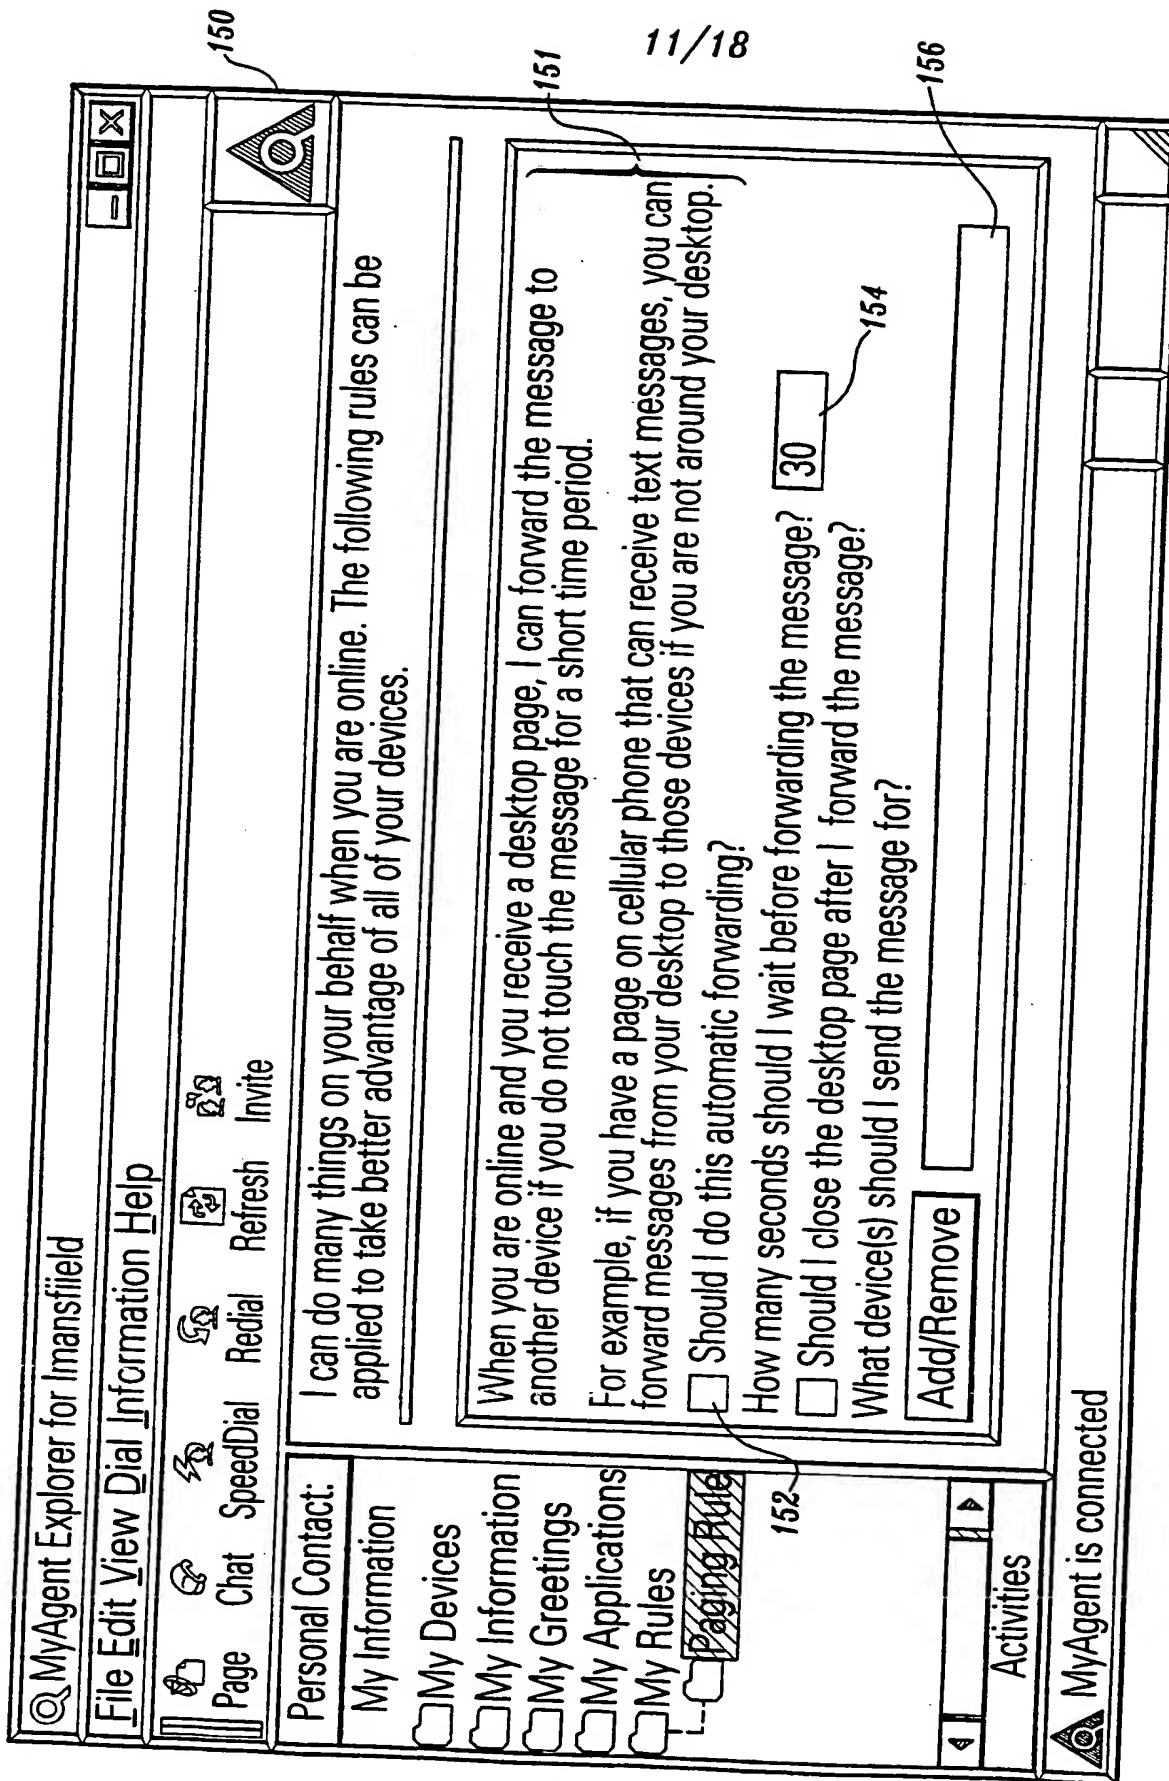 11/18
MyAgent Explorer for Imansfiield
File Edit View Dial Information Help
Page Chat SpeedDial Redial Refresh Invite
150
Personal Contact:
My Information
My Devices
My Information
My Greetings
My Applications
My Rules
Paging Rule
Activities
I can do many things on your behalf when you are online. The following rules can be
applied to take better advantage of all of your devices.
When you are online and you receive a desktop page, I can forward the message to
another device if you do not touch the message for a short time period.
For example, if you have a page on cellular phone that can receive text messages, you can
forward messages from your desktop to those devices if you are not around your desktop.
151
Should I do this automatic forwarding?
152
How many seconds should I wait before forwarding the message? 30
154
Should I close the desktop page after I forward the message?
What device(s) should I send the message for?
Add/Remove
156
MyAgent is connected